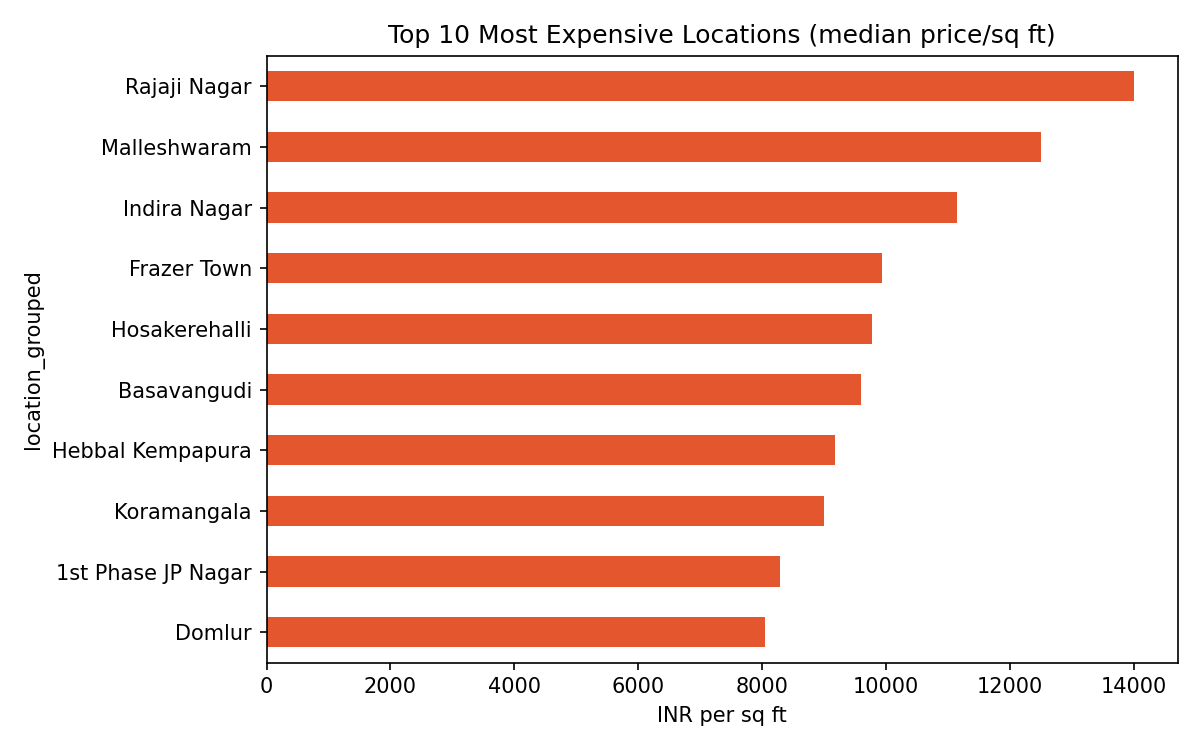 Top 10 Most Expensive Locations (median price/sq ft)
location_grouped
Rajaji Nagar
Malleshwaram
Indira Nagar
Frazer Town
Hosakerehalli
Basavangudi
Hebbal Kempapura
Koramangala
1st Phase JP Nagar
Domlur
0 2000 4000 6000 8000 10000 12000 14000
INR per sq ft